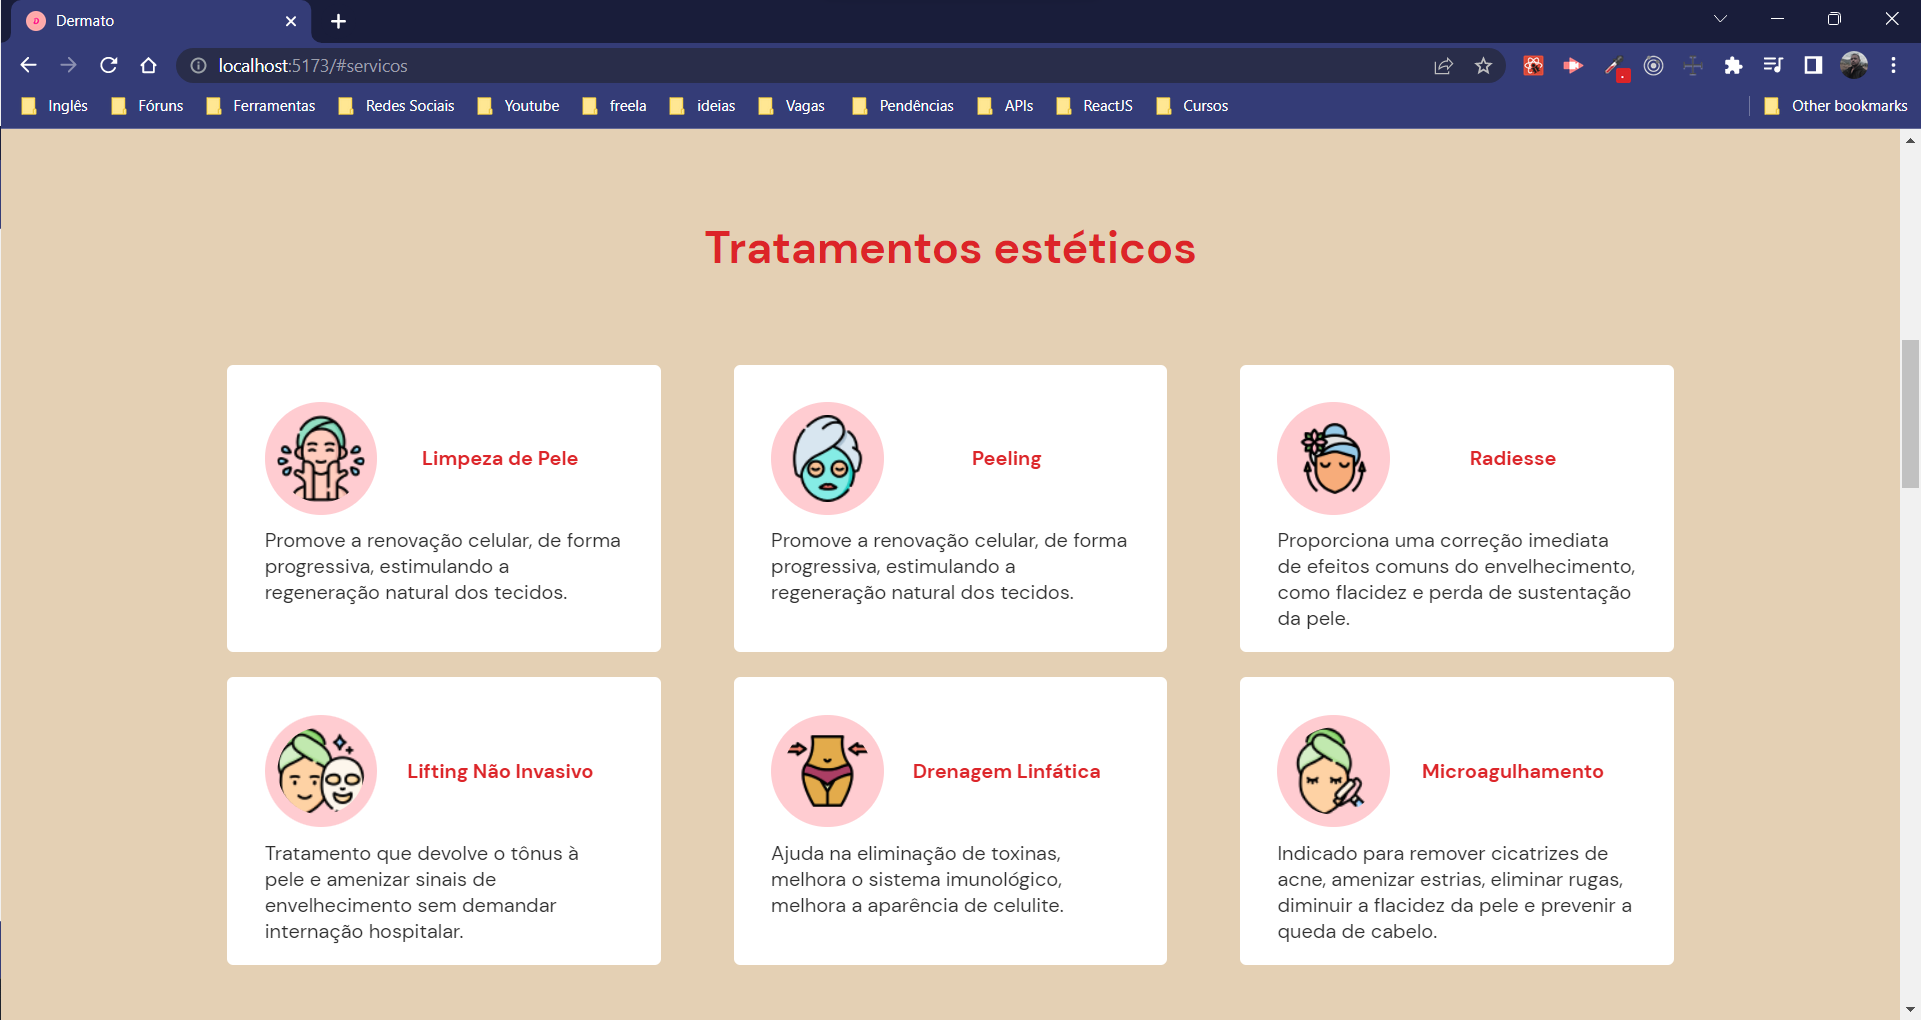 Dermato
localhost:5173/#servicos
Inglês Fóruns Ferramentas Redes Sociais Youtube freela ideias Vagas Pendências APIs ReactJS Cursos Other bookmarks
Tratamentos estéticos
Limpeza de Pele
Promove a renovação celular, de forma
progressiva, estimulando a
regeneração natural dos tecidos.
Peeling
Promove a renovação celular, de forma
progressiva, estimulando a
regeneração natural dos tecidos.
Radiesse
Proporciona uma correção imediata
de efeitos comuns do envelhecimento,
como flacidez e perda de sustentação
da pele.
Lifting Não Invasivo
Tratamento que devolve o tônus à
pele e amenizar sinais de
envelhecimento sem demandar
internação hospitalar.
Drenagem Linfática
Ajuda na eliminação de toxinas,
melhora o sistema imunológico,
melhora a aparência de celulite.
Microagulhamento
Indicado para remover cicatrizes de
acne, amenizar estrias, eliminar rugas,
diminuir a flacidez da pele e prevenir a
queda de cabelo.